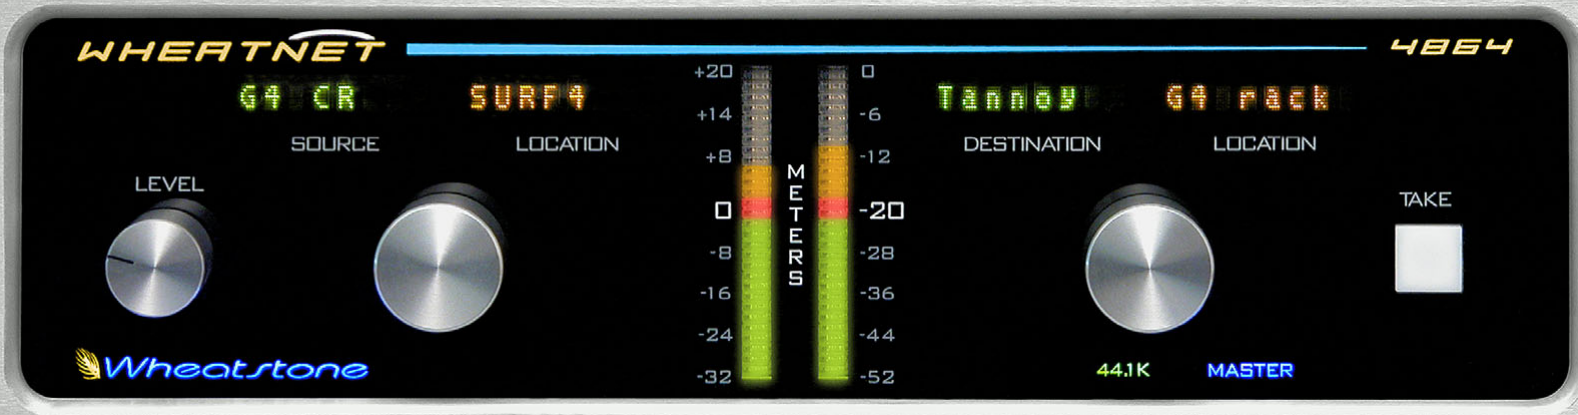 WHEATNET 4864
G4 CR SURF4
SOURCE LOCATION
LEVEL
Wheatstone
+20 0
+14 -6
+8 -12
0 -20
-8 -28
-16 -36
-24 -44
-32 -52
METERS
Tannoy G4 rack
DESTINATION LOCATION
TAKE
44.1K MASTER